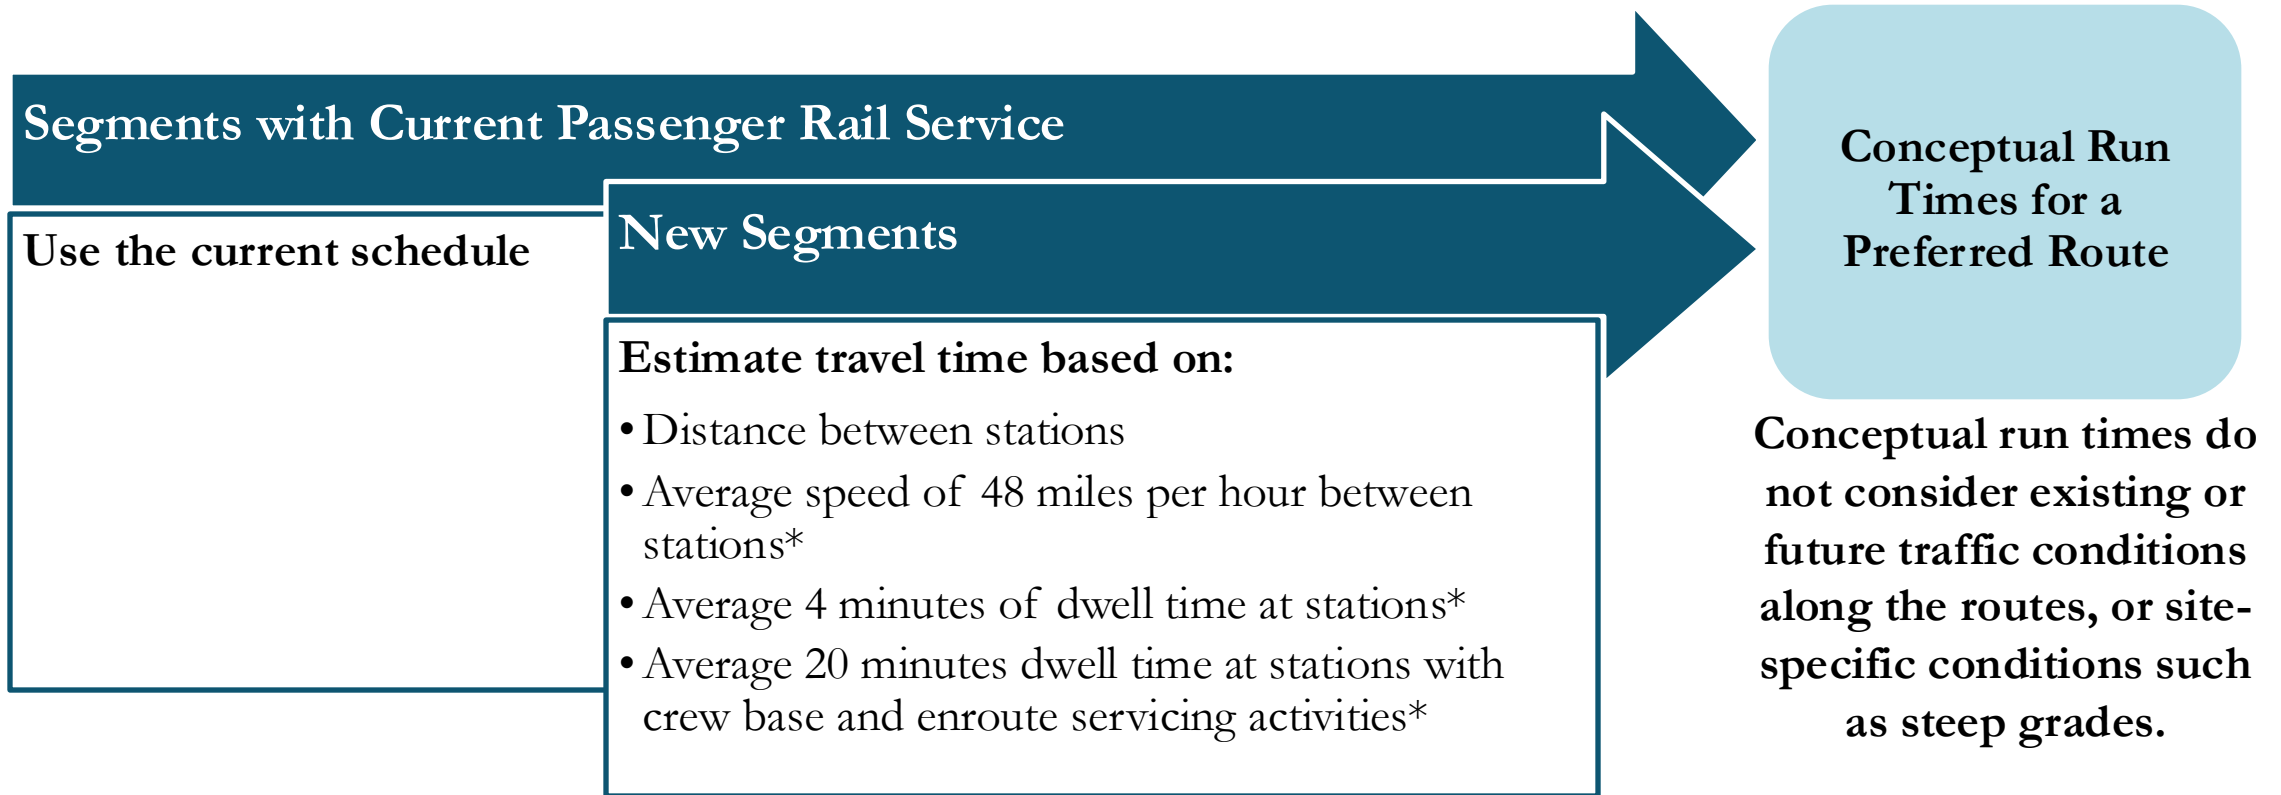 Segments with Current Passenger Rail Service
Use the current schedule
New Segments
Estimate travel time based on:
• Distance between stations
• Average speed of 48 miles per hour between
stations*
• Average 4 minutes of dwell time at stations*
• Average 20 minutes dwell time at stations with
crew base and enroute servicing activities*
Conceptual Run
Times for a
Preferred Route
Conceptual run times do
not consider existing or
future traffic conditions
along the routes, or site-
specific conditions such
as steep grades.